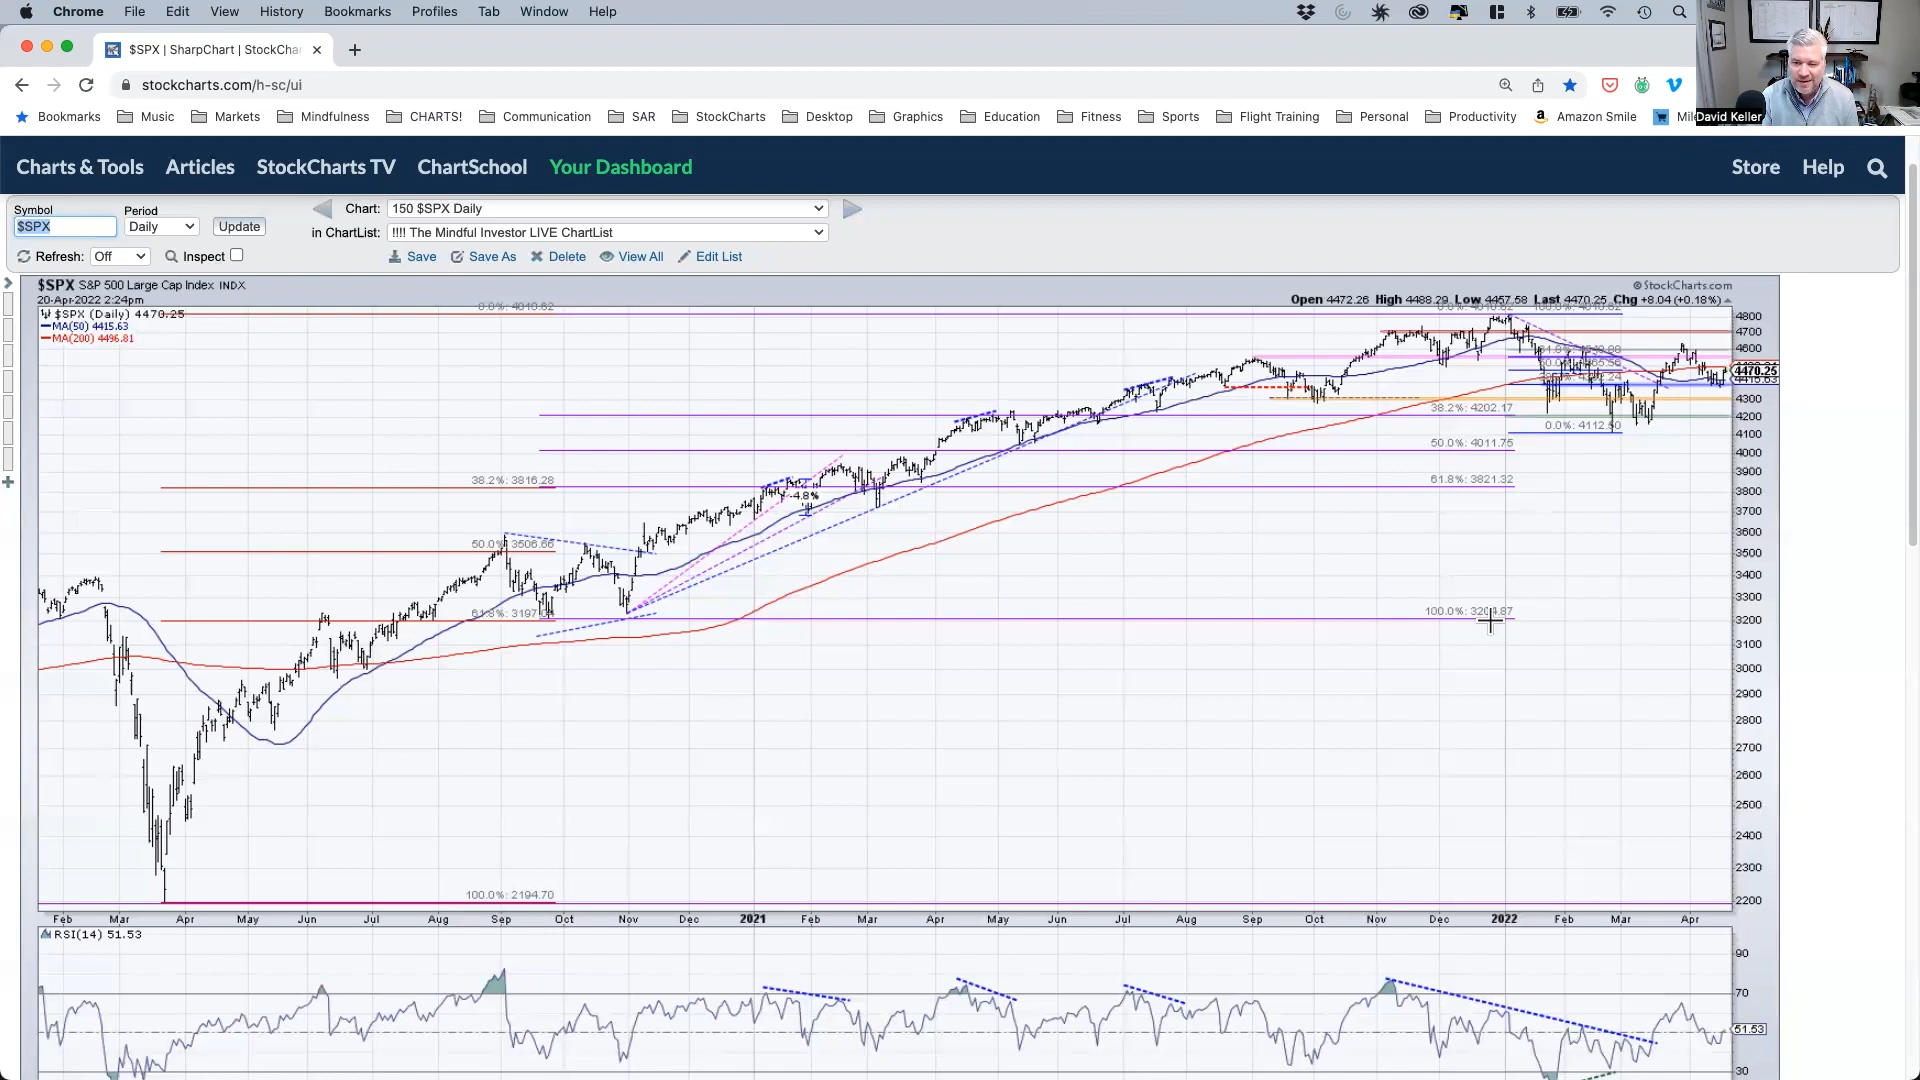 Chrome File Edit View History Bookmarks Profiles Tab Window Help
$SPX | SharpChart | StockChar
stockcharts.com/h-sc/ui
Bookmarks Music Markets Mindfulness CHARTS! Communication SAR StockCharts Desktop Graphics Education Fitness Sports Flight Training Personal Productivity Amazon Smile
David Keller
Charts & Tools Articles StockCharts TV ChartSchool Your Dashboard Store Help
Symbol Period
$SPX Daily Update
Chart: 150 $SPX Daily
in ChartList: !!!! The Mindful Investor LIVE ChartList
Refresh: Off Inspect
Save Save As Delete View All Edit List
$SPX S&P 500 Large Cap Index INDX
© StockCharts.com
20-Apr-2022 2:24pm
Open 4472.26 High 4488.29 Low 4457.58 Last 4470.25 Chg +8.04 (+0.18%)
$SPX (Daily) 4470.25
MA(50) 4415.63
MA(200) 4496.81
4800
4700
4600
4470.25
4300
4200
4100
4000
3900
3800
3700
3600
3500
3400
3300
3200
3100
3000
2900
2800
2700
2600
2500
2400
2300
2200
38.2%: 4202.17
0.0%: 4112.50
50.0%: 4011.75
38.2%: 3816.28
61.8%: 3821.32
-4.8%
50.0%: 3506.66
100.0%: 2194.70
Feb Mar Apr May Jun Jul Aug Sep Oct Nov Dec 2021 Feb Mar Apr May Jun Jul Aug Sep Oct Nov Dec 2022 Feb Mar Apr
RSI(14) 51.53
90
70
51.53
30